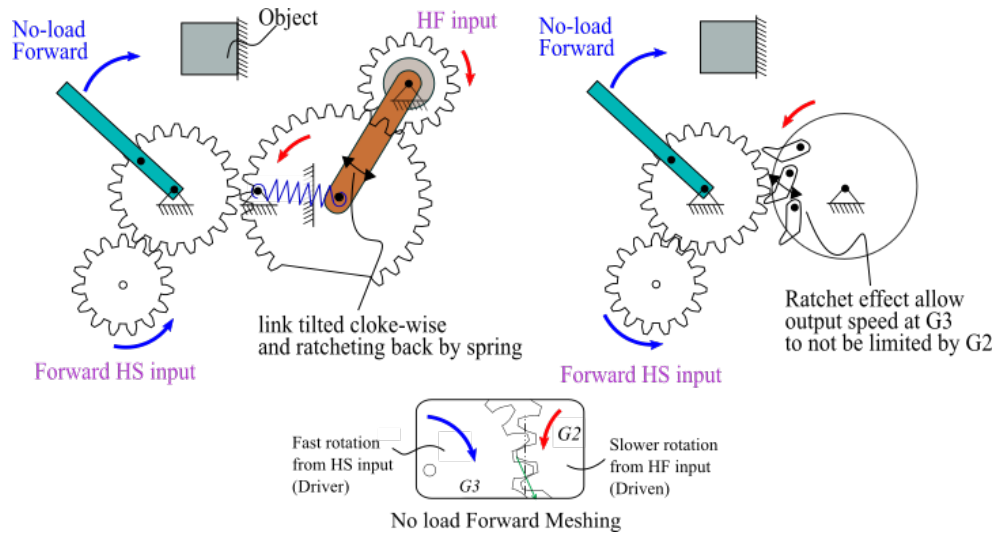 No-load
Forward
Object
HF input
link tilted cloke-wise
and ratcheting back by spring
Forward HS input
No-load
Forward
Ratchet effect allow
output speed at G3
to not be limited by G2
Forward HS input
Fast rotation
from HS input
(Driver)
G3
G2
Slower rotation
from HF input
(Driven)
No load Forward Meshing